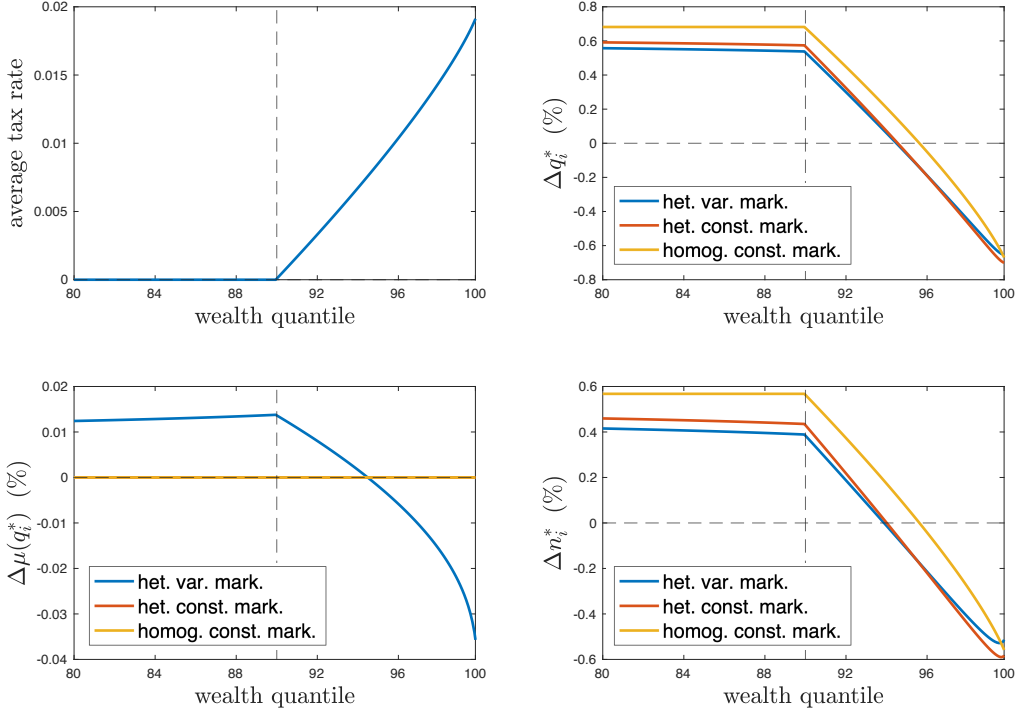 0.02
0.015
0.01
0.005
0
average tax rate
80 84 88 92 96 100
wealth quantile
0.8
0.6
0.4
0.2
0
-0.2
-0.4
-0.6
-0.8
Δq*ᵢ (%)
het. var. mark.
het. const. mark.
homog. const. mark.
80 84 88 92 96 100
wealth quantile
0.02
0.01
0
-0.01
-0.02
-0.03
-0.04
Δμ(q*ᵢ) (%)
het. var. mark.
het. const. mark.
homog. const. mark.
80 84 88 92 96 100
wealth quantile
0.6
0.4
0.2
0
-0.2
-0.4
-0.6
Δn*ᵢ (%)
het. var. mark.
het. const. mark.
homog. const. mark.
80 84 88 92 96 100
wealth quantile